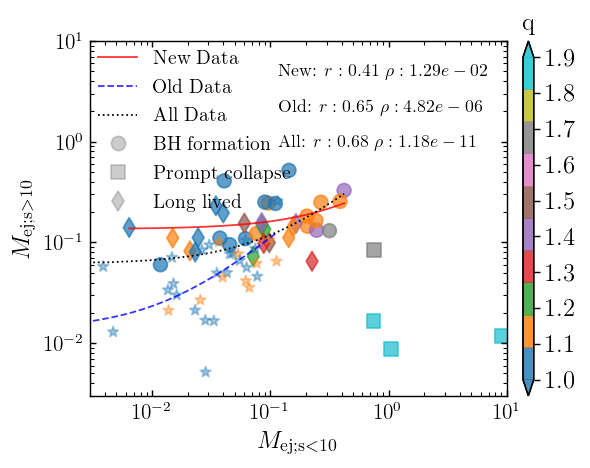 q
New Data
Old Data
All Data
BH formation
Prompt collapse
Long lived
New: r : 0.41 ρ : 1.29e − 02
Old: r : 0.65 ρ : 4.82e − 06
All: r : 0.68 ρ : 1.18e − 11
10^1
10^0
10^−1
10^−2
M_ej;s>10
10^−2
10^−1
10^0
10^1
M_ej;s<10
1.9
1.8
1.7
1.6
1.5
1.4
1.3
1.2
1.1
1.0